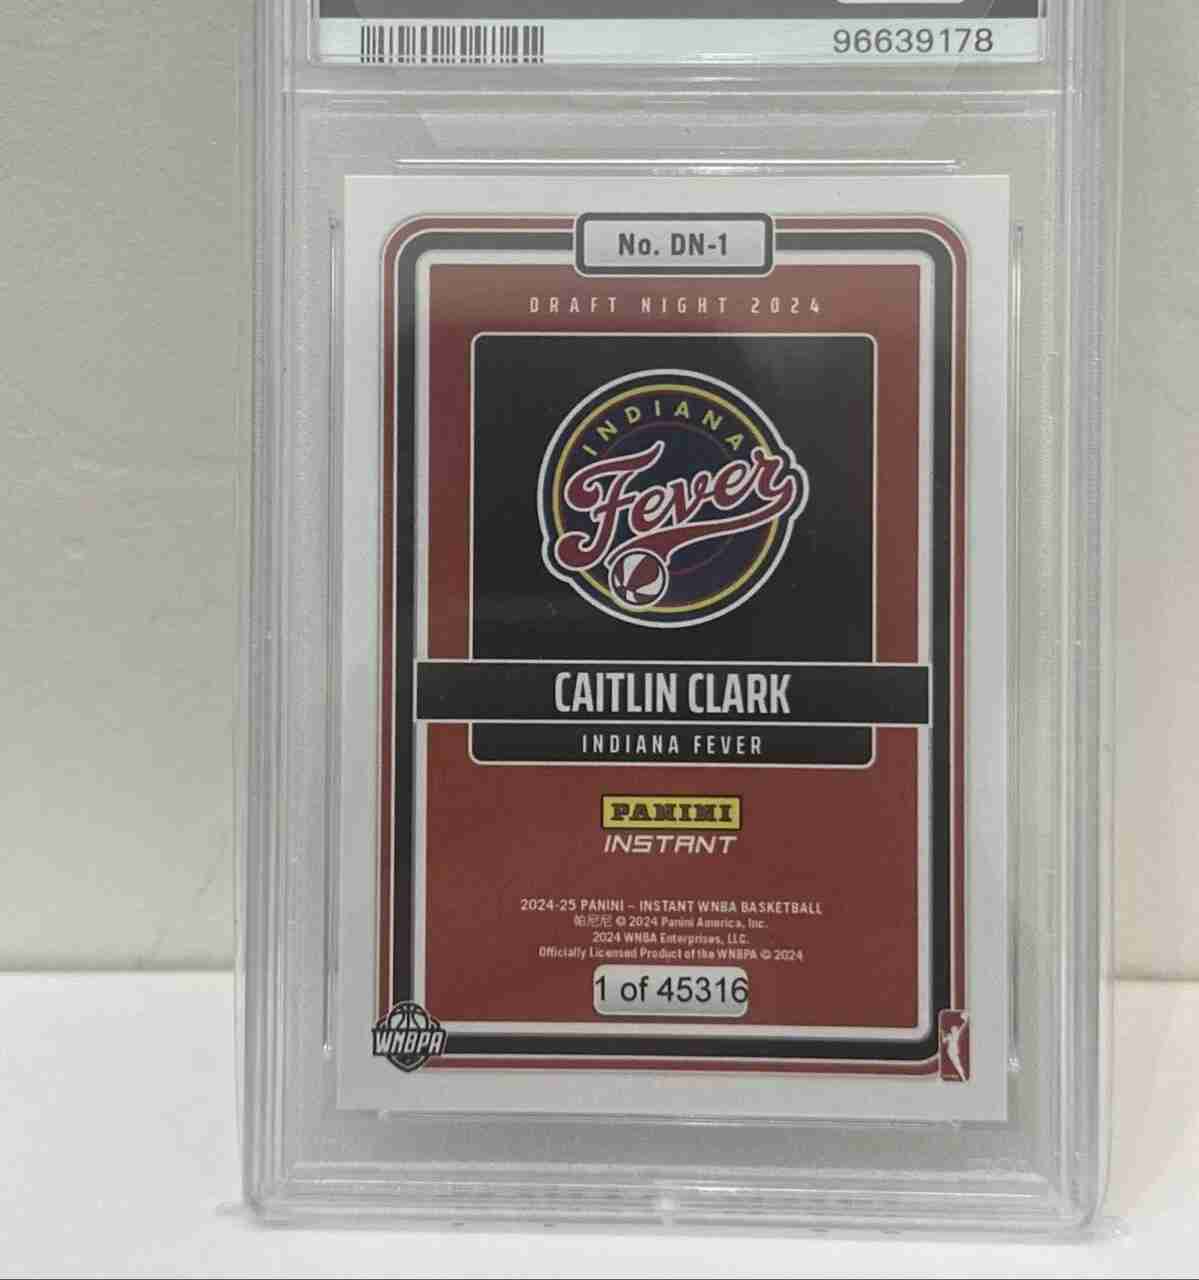 96639178
No. DN-1
DRAFT NIGHT 2024
INDIANA
Fever
CAITLIN CLARK
INDIANA FEVER
PANINI
INSTANT
2024-25 PANINI – INSTANT WNBA BASKETBALL
帕尼尼 © 2024 Panini America, Inc.
2024 WNBA Enterprises, LLC.
Officially Licensed Product of the WNBPA © 2024
1 of 45316
WNBPA